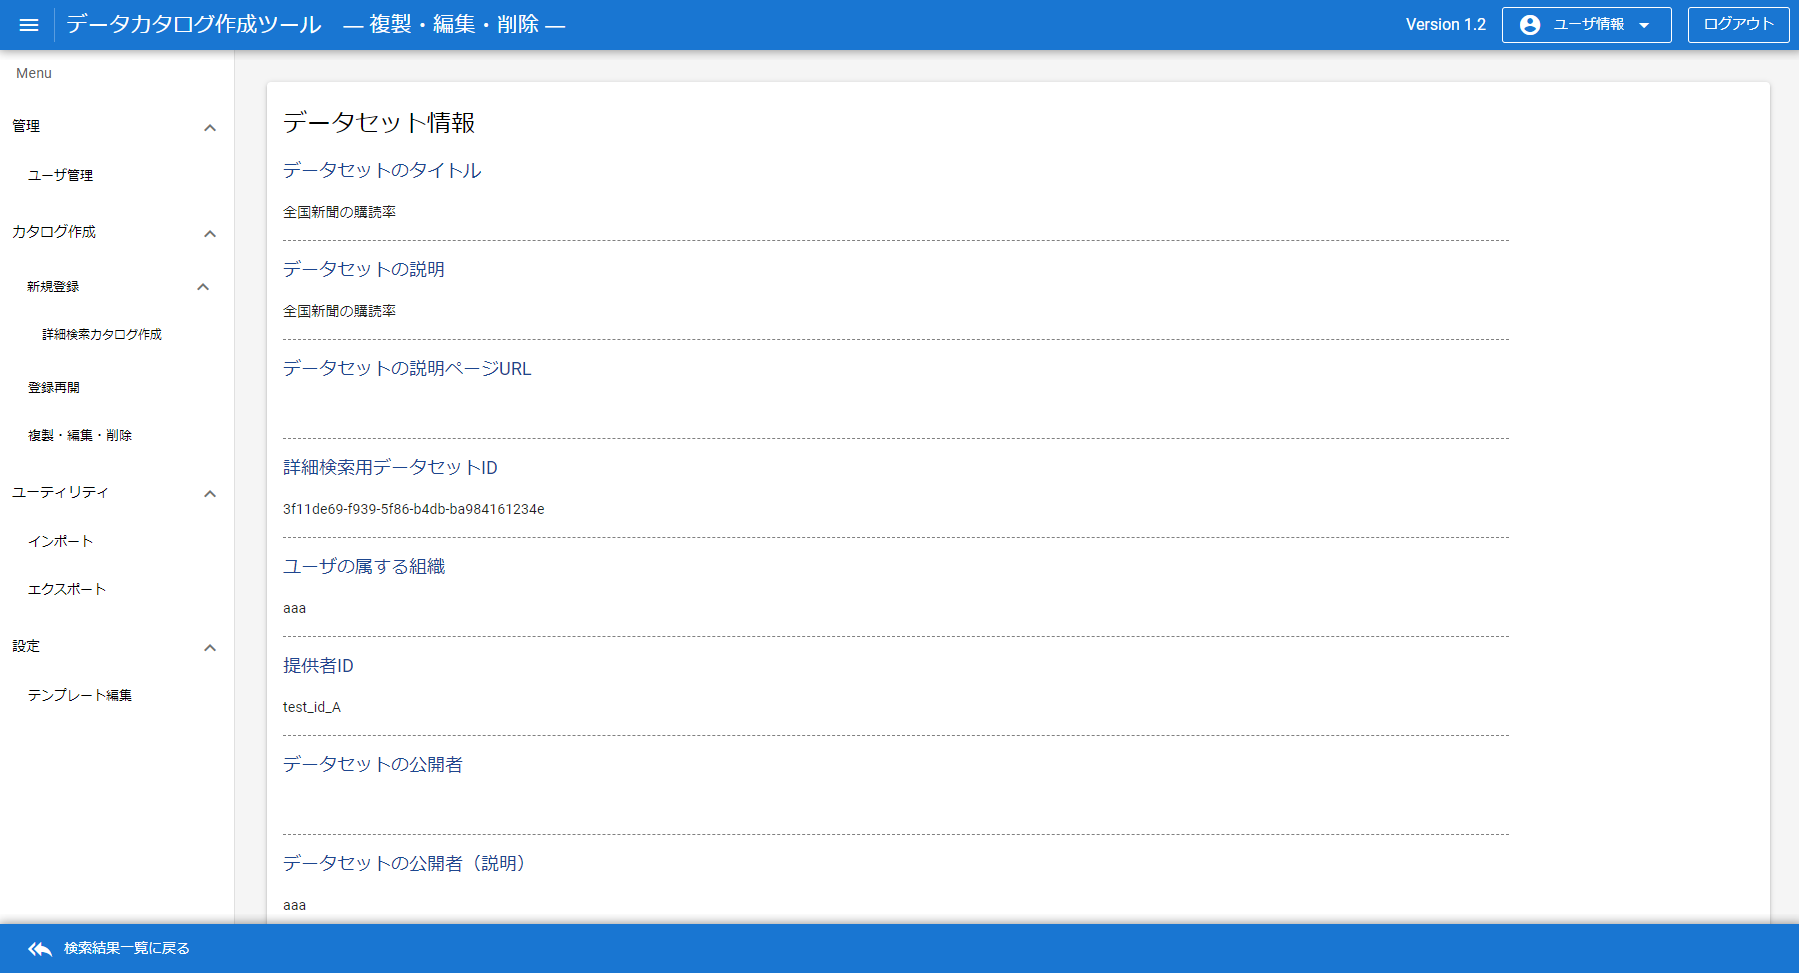 データカタログ作成ツール ― 複製・編集・削除 ―
Version 1.2
ユーザ情報
ログアウト
Menu
管理
ユーザ管理
カタログ作成
新規登録
詳細検索カタログ作成
登録再開
複製・編集・削除
ユーティリティ
インポート
エクスポート
設定
テンプレート編集
データセット情報
データセットのタイトル
全国新聞の購読率
データセットの説明
全国新聞の購読率
データセットの説明ページURL
詳細検索用データセットID
3f11de69-f939-5f86-b4db-ba984161234e
ユーザの属する組織
aaa
提供者ID
test_id_A
データセットの公開者
データセットの公開者（説明）
aaa
検索結果一覧に戻る